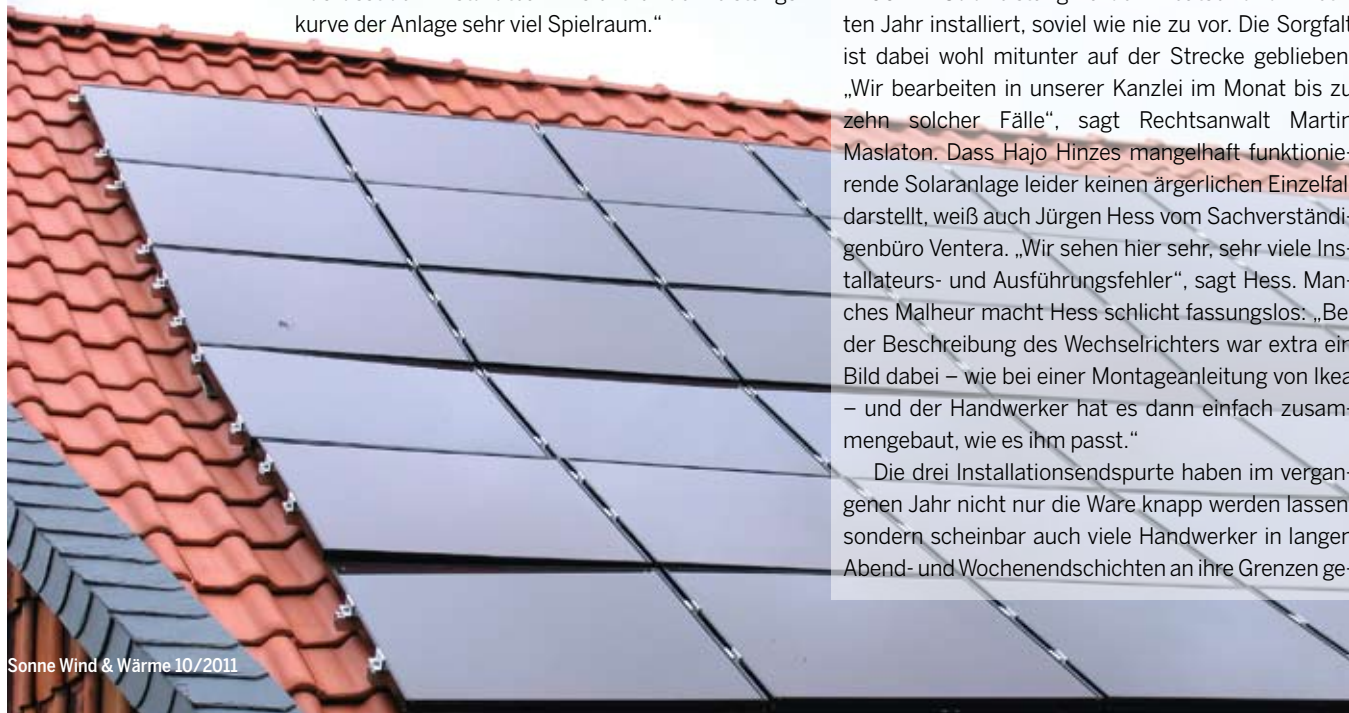 kurve der Anlage sehr viel Spielraum.“
ten Jahr installiert, soviel wie nie zu vor. Die Sorgfalt
ist dabei wohl mitunter auf der Strecke geblieben
„Wir bearbeiten in unserer Kanzlei im Monat bis zu
zehn solcher Fälle“, sagt Rechtsanwalt Martin
Maslaton. Dass Hajo Hinzes mangelhaft funktionie-
rende Solaranlage leider keinen ärgerlichen Einzelfal
darstellt, weiß auch Jürgen Hess vom Sachverständi-
genbüro Ventera. „Wir sehen hier sehr, sehr viele Ins-
tallateurs- und Ausführungsfehler“, sagt Hess. Man-
ches Malheur macht Hess schlicht fassungslos: „Be
der Beschreibung des Wechselrichters war extra ein
Bild dabei – wie bei einer Montageanleitung von Ikea
– und der Handwerker hat es dann einfach zusam-
mengebaut, wie es ihm passt.“
Die drei Installationsendspurte haben im vergan-
genen Jahr nicht nur die Ware knapp werden lassen
sondern scheinbar auch viele Handwerker in langen
Abend- und Wochenendschichten an ihre Grenzen ge-
Sonne Wind & Wärme 10/2011